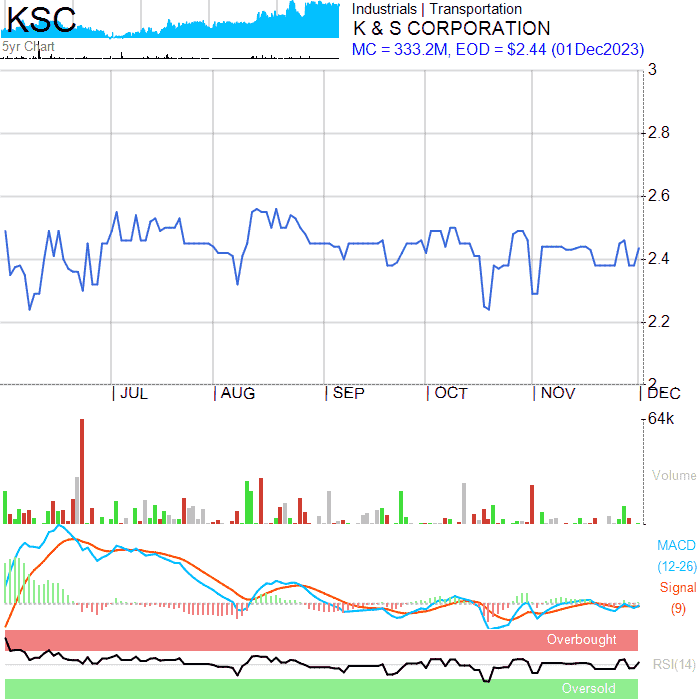 KSC
5yr Chart
Industrials | Transportation
K & S CORPORATION
MC = 333.2M, EOD = $2.44 (01Dec2023)
3
2.8
2.6
2.4
2.2
2
JUL AUG SEP OCT NOV DEC
64k
Volume
MACD
(12-26)
Signal
(9)
Overbought
RSI(14)
Oversold